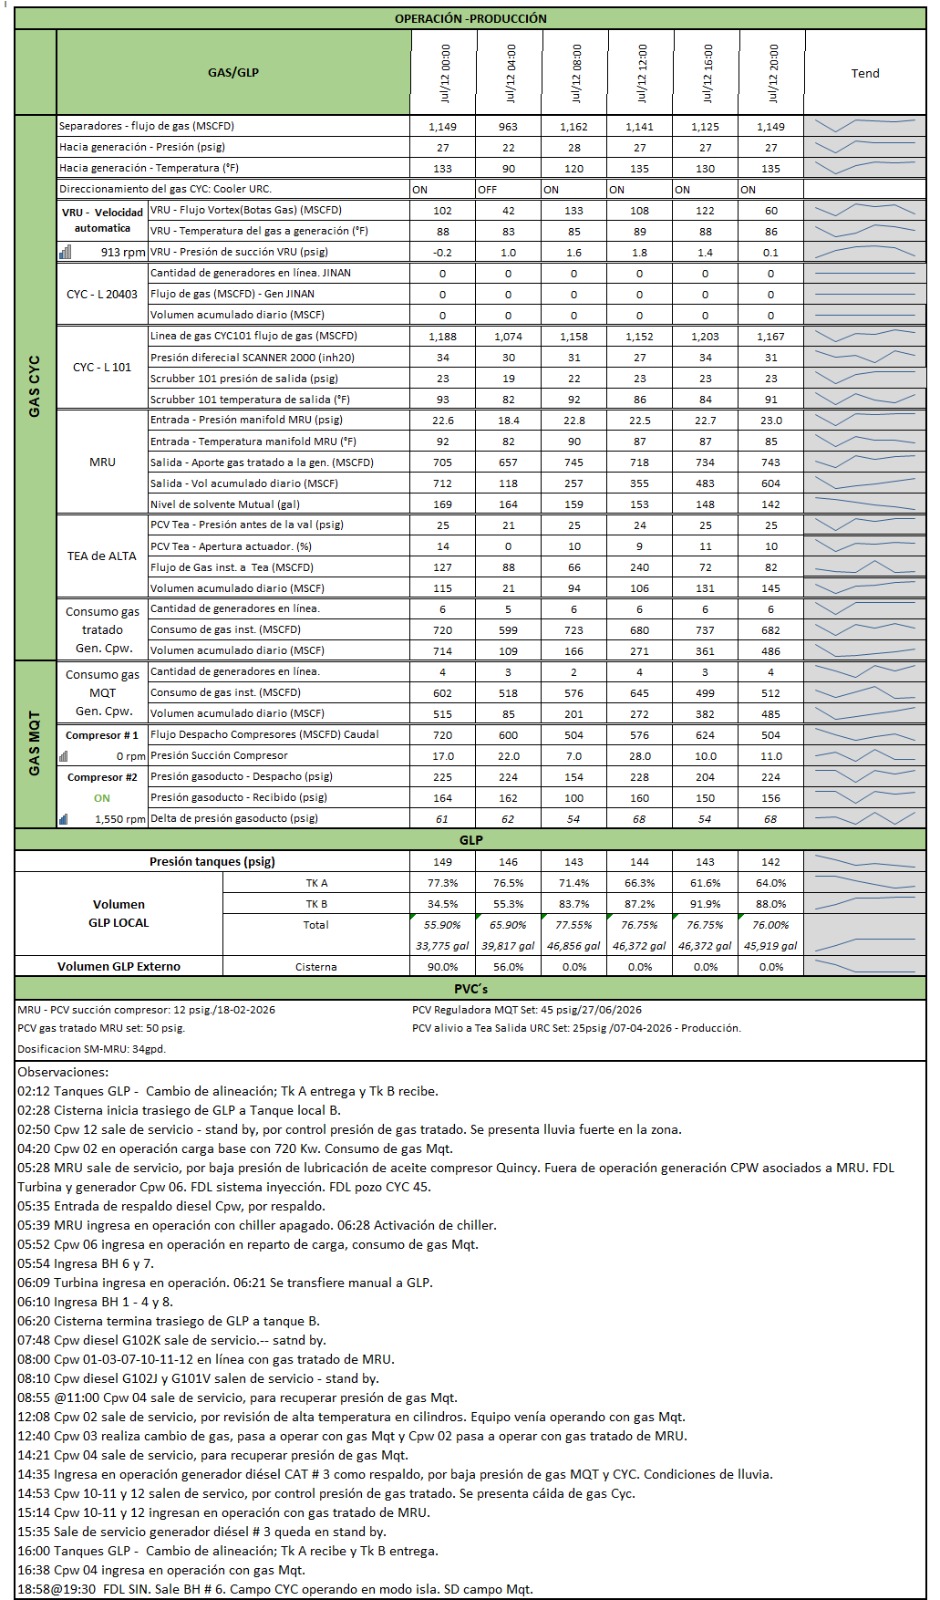 OPERACIÓN -PRODUCCIÓN
GAS/GLP Jul/12 00:00 Jul/12 04:00 Jul/12 08:00 Jul/12 12:00 Jul/12 16:00 Jul/12 20:00 Tend
GAS CYC
Separadores - flujo de gas (MSCFD) 1,149 963 1,162 1,141 1,125 1,149
Hacia generación - Presión (psig) 27 22 28 27 27 27
Hacia generación - Temperatura (°F) 133 90 120 135 130 135
Direccionamiento del gas CYC: Cooler URC. ON OFF ON ON ON ON
VRU - Velocidad automatica
913 rpm
VRU - Flujo Vortex(Botas Gas) (MSCFD) 102 42 133 108 122 60
VRU - Temperatura del gas a generación (°F) 88 83 85 89 88 86
VRU - Presión de succión VRU (psig) -0.2 1.0 1.6 1.8 1.4 0.1
CYC - L 20403
Cantidad de generadores en línea. JINAN 0 0 0 0 0 0
Flujo de gas (MSCFD) - Gen JINAN 0 0 0 0 0 0
Volumen acumulado diario (MSCF) 0 0 0 0 0 0
CYC - L 101
Linea de gas CYC101 flujo de gas (MSCFD) 1,188 1,074 1,158 1,152 1,203 1,167
Presión diferecial SCANNER 2000 (inh20) 34 30 31 27 34 31
Scrubber 101 presión de salida (psig) 23 19 22 23 23 23
Scrubber 101 temperatura de salida (°F) 93 82 92 86 84 91
MRU
Entrada - Presión manifold MRU (psig) 22.6 18.4 22.8 22.5 22.7 23.0
Entrada - Temperatura manifold MRU (°F) 92 82 90 87 87 85
Salida - Aporte gas tratado a la gen. (MSCFD) 705 657 745 718 734 743
Salida - Vol acumulado diario (MSCF) 712 118 257 355 483 604
Nivel de solvente Mutual (gal) 169 164 159 153 148 142
TEA de ALTA
PCV Tea - Presión antes de la val (psig) 25 21 25 24 25 25
PCV Tea - Apertura actuador. (%) 14 0 10 9 11 10
Flujo de Gas inst. a Tea (MSCFD) 127 88 66 240 72 82
Volumen acumulado diario (MSCF) 115 21 94 106 131 145
Consumo gas tratado Gen. Cpw.
Cantidad de generadores en línea. 6 5 6 6 6 6
Consumo de gas inst. (MSCFD) 720 599 723 680 737 682
Volumen acumulado diario (MSCF) 714 109 166 271 361 486
GAS MQT
Consumo gas MQT Gen. Cpw.
Cantidad de generadores en línea. 4 3 2 4 3 4
Consumo de gas inst. (MSCFD) 602 518 576 645 499 512
Volumen acumulado diario (MSCF) 515 85 201 272 382 485
Compresor # 1
0 rpm
Flujo Despacho Compresores (MSCFD) Caudal 720 600 504 576 624 504
Presión Succión Compresor 17.0 22.0 7.0 28.0 10.0 11.0
Compresor #2
ON
1,550 rpm
Presión gasoducto - Despacho (psig) 225 224 154 228 204 224
Presión gasoducto - Recibido (psig) 164 162 100 160 150 156
Delta de presión gasoducto (psig) 61 62 54 68 54 68
GLP
Presión tanques (psig) 149 146 143 144 143 142
Volumen GLP LOCAL
TK A 77.3% 76.5% 71.4% 66.3% 61.6% 64.0%
TK B 34.5% 55.3% 83.7% 87.2% 91.9% 88.0%
Total 55.90% 65.90% 77.55% 76.75% 76.75% 76.00%
33,775 gal 39,817 gal 46,856 gal 46,372 gal 46,372 gal 45,919 gal
Volumen GLP Externo Cisterna 90.0% 56.0% 0.0% 0.0% 0.0% 0.0%
PVC´s
MRU - PCV succión compresor: 12 psig./18-02-2026 PCV Reguladora MQT Set: 45 psig/27/06/2026
PCV gas tratado MRU set: 50 psig. PCV alivio a Tea Salida URC Set: 25psig /07-04-2026 - Producción.
Dosificacion SM-MRU: 34gpd.
Observaciones:
02:12 Tanques GLP - Cambio de alineación; Tk A entrega y Tk B recibe.
02:28 Cisterna inicia trasiego de GLP a Tanque local B.
02:50 Cpw 12 sale de servicio - stand by, por control presión de gas tratado. Se presenta lluvia fuerte en la zona.
04:20 Cpw 02 en operación carga base con 720 Kw. Consumo de gas Mqt.
05:28 MRU sale de servicio, por baja presión de lubricación de aceite compresor Quincy. Fuera de operación generación CPW asociados a MRU. FDL
Turbina y generador Cpw 06. FDL sistema inyección. FDL pozo CYC 45.
05:35 Entrada de respaldo diesel Cpw, por respaldo.
05:39 MRU ingresa en operación con chiller apagado. 06:28 Activación de chiller.
05:52 Cpw 06 ingresa en operación en reparto de carga, consumo de gas Mqt.
05:54 Ingresa BH 6 y 7.
06:09 Turbina ingresa en operación. 06:21 Se transfiere manual a GLP.
06:10 Ingresa BH 1 - 4 y 8.
06:20 Cisterna termina trasiego de GLP a tanque B.
07:48 Cpw diesel G102K sale de servicio.-- satnd by.
08:00 Cpw 01-03-07-10-11-12 en línea con gas tratado de MRU.
08:10 Cpw diesel G102J y G101V salen de servicio - stand by.
08:55 @11:00 Cpw 04 sale de servicio, para recuperar presión de gas Mqt.
12:08 Cpw 02 sale de servicio, por revisión de alta temperatura en cilindros. Equipo venía operando con gas Mqt.
12:40 Cpw 03 realiza cambio de gas, pasa a operar con gas Mqt y Cpw 02 pasa a operar con gas tratado de MRU.
14:21 Cpw 04 sale de servicio, para recuperar presión de gas Mqt.
14:35 Ingresa en operación generador diésel CAT # 3 como respaldo, por baja presión de gas MQT y CYC. Condiciones de lluvia.
14:53 Cpw 10-11 y 12 salen de servico, por control presión de gas tratado. Se presenta cáida de gas Cyc.
15:14 Cpw 10-11 y 12 ingresan en operación con gas tratado de MRU.
15:35 Sale de servicio generador diésel # 3 queda en stand by.
16:00 Tanques GLP - Cambio de alineación; Tk A recibe y Tk B entrega.
16:38 Cpw 04 ingresa en operación con gas Mqt.
18:58@19:30 FDL SIN. Sale BH # 6. Campo CYC operando en modo isla. SD campo Mqt.